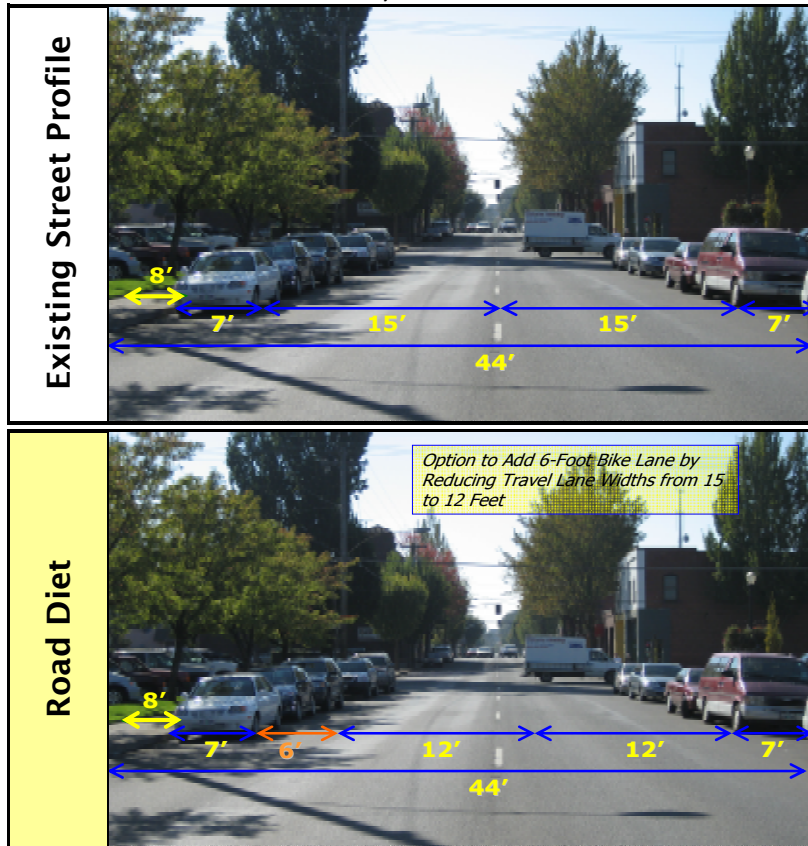 Existing Street Profile
8’
7’ 15’ 15’ 7’
44’
Road Diet
Option to Add 6-Foot Bike Lane by
Reducing Travel Lane Widths from 15
to 12 Feet
8’
7’ 6’ 12’ 12’ 7’
44’